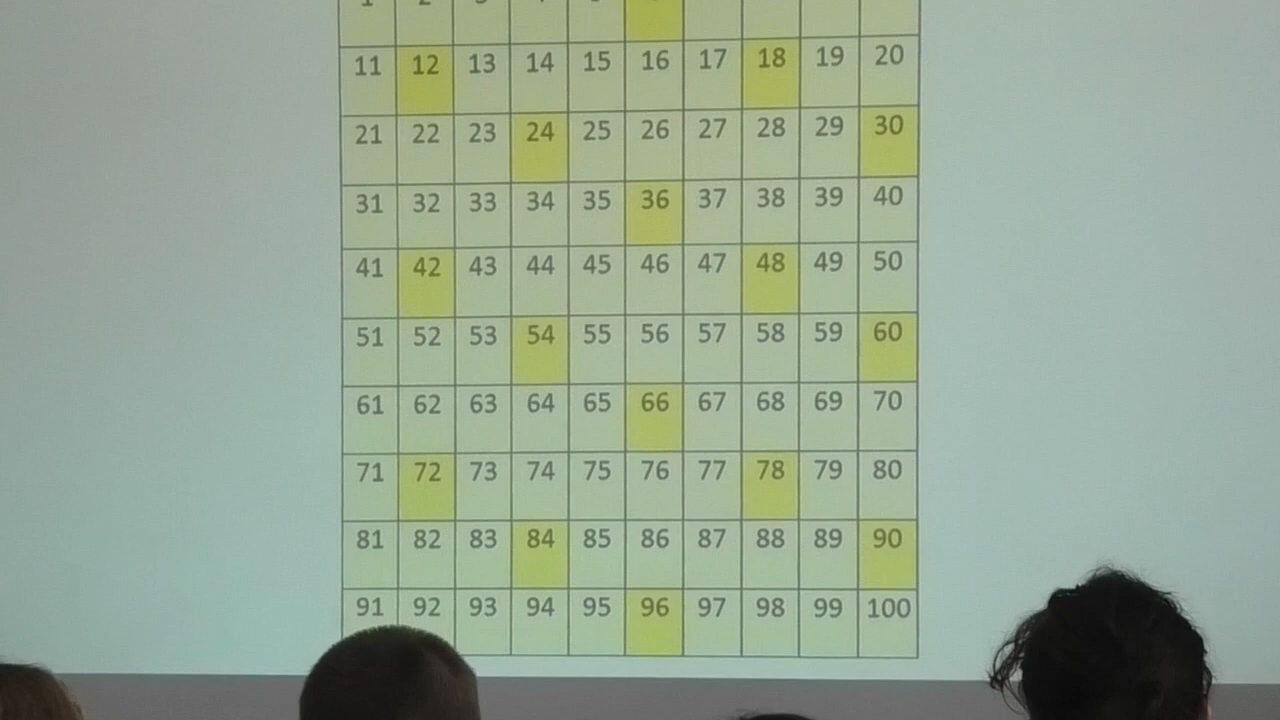 1 2 3 4
11 12 13 14 15 16 17 18 19 20
21 22 23 24 25 26 27 28 29 30
31 32 33 34 35 36 37 38 39 40
41 42 43 44 45 46 47 48 49 50
51 52 53 54 55 56 57 58 59 60
61 62 63 64 65 66 67 68 69 70
71 72 73 74 75 76 77 78 79 80
81 82 83 84 85 86 87 88 89 90
91 92 93 94 95 96 97 98 99 100